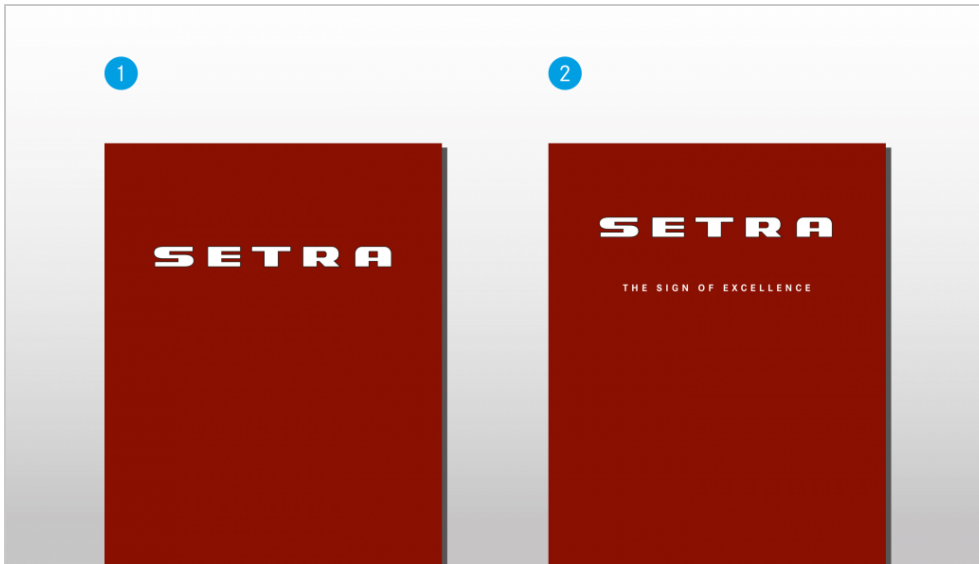 1
SETRA
2
SETRA
THE SIGN OF EXCELLENCE